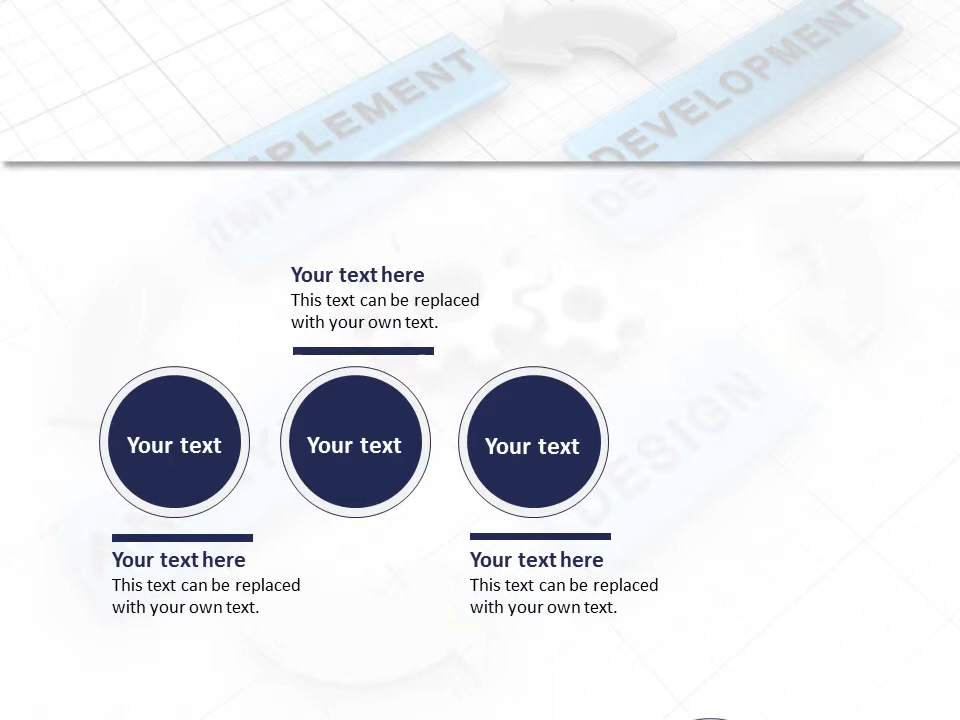 IMPLEMENT
DEVELOPMENT
Your text here
This text can be replaced
with your own text.
Your text
Your text
Your text
DESIGN
Your text here
This text can be replaced
with your own text.
Your text here
This text can be replaced
with your own text.